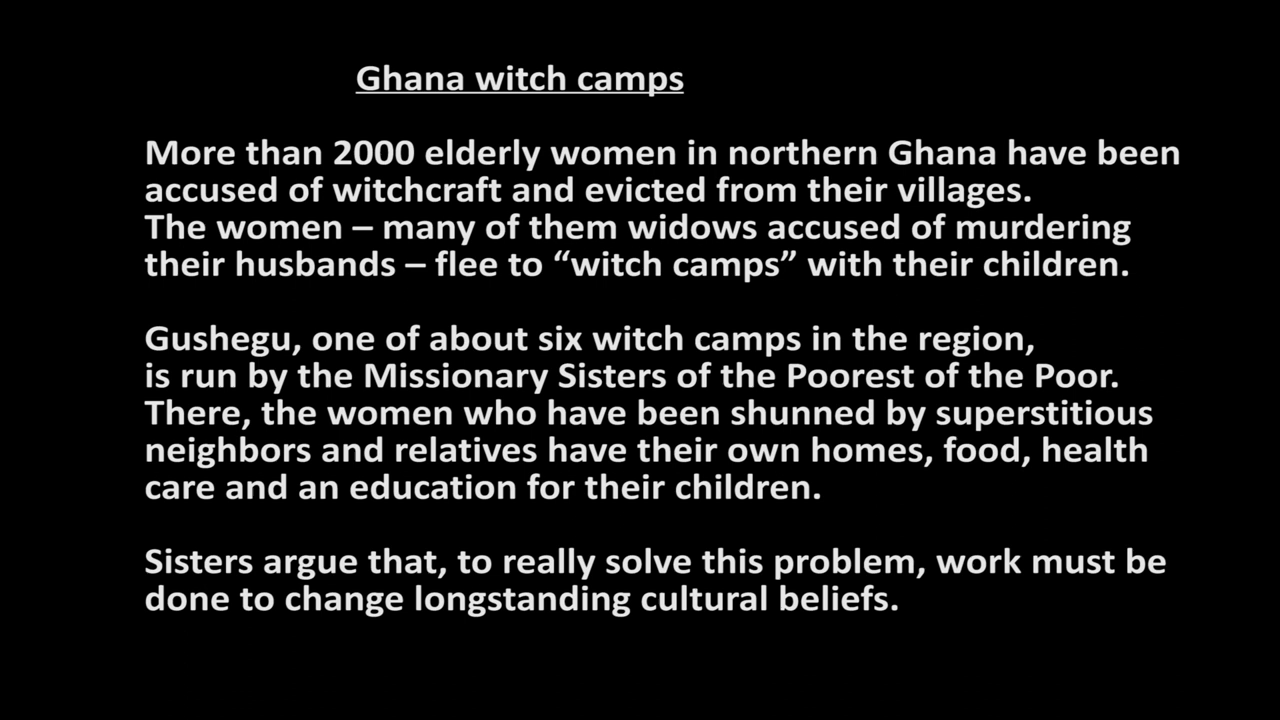 Ghana witch camps
More than 2000 elderly women in northern Ghana have been
accused of witchcraft and evicted from their villages.
The women – many of them widows accused of murdering
their husbands – flee to “witch camps” with their children.
Gushegu, one of about six witch camps in the region,
is run by the Missionary Sisters of the Poorest of the Poor.
There, the women who have been shunned by superstitious
neighbors and relatives have their own homes, food, health
care and an education for their children.
Sisters argue that, to really solve this problem, work must be
done to change longstanding cultural beliefs.